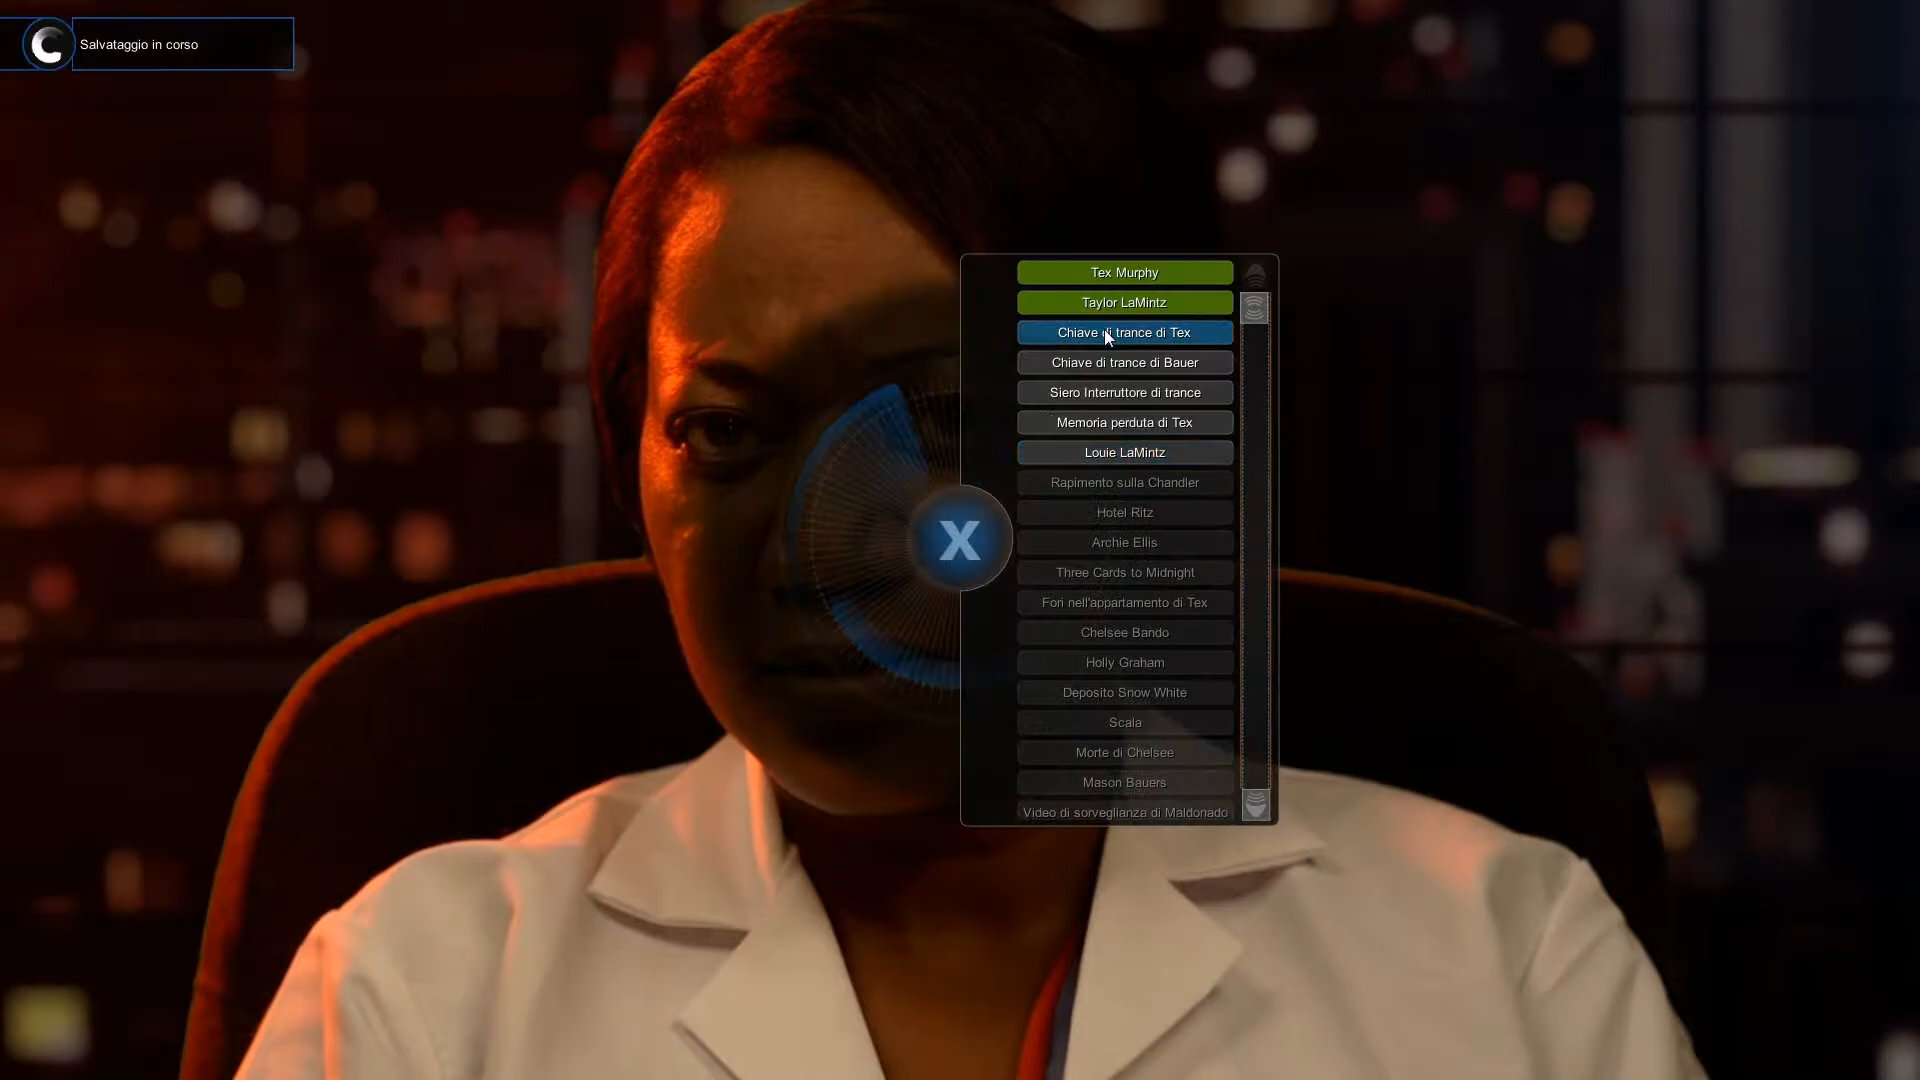 Salvataggio in corso
Tex Murphy
Taylor LaMintz
Chiave di trance di Tex
Chiave di trance di Bauer
Siero Interruttore di trance
Memoria perduta di Tex
Louie LaMintz
Rapimento sulla Chandler
Hotel Ritz
Archie Ellis
Three Cards to Midnight
Fori nell'appartamento di Tex
Chelsee Bando
Holly Graham
Deposito Snow White
Scala
Morte di Chelsee
Mason Bauers
Video di sorveglianza di Maldonado
X